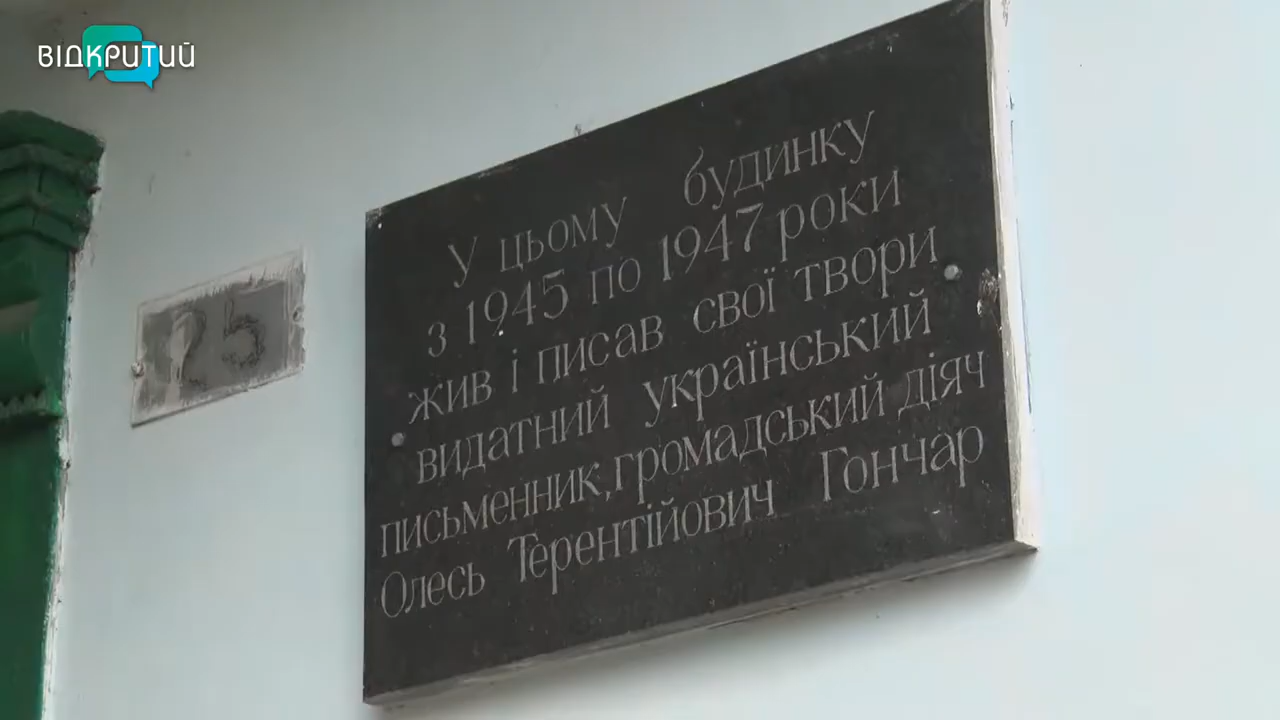 ВІДКРИТИЙ
25
У цьому будинку
з 1945 по 1947 роки
жив і писав свої твори
видатний український
письменник, громадський діяч
Олесь Терентійович Гончар